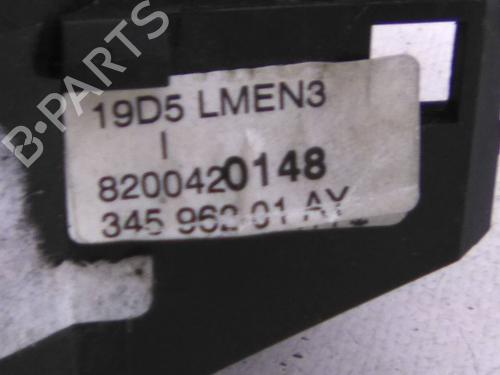 B-PARTS
19D5 LMEN3
I
8200420148
345 962 01 AY